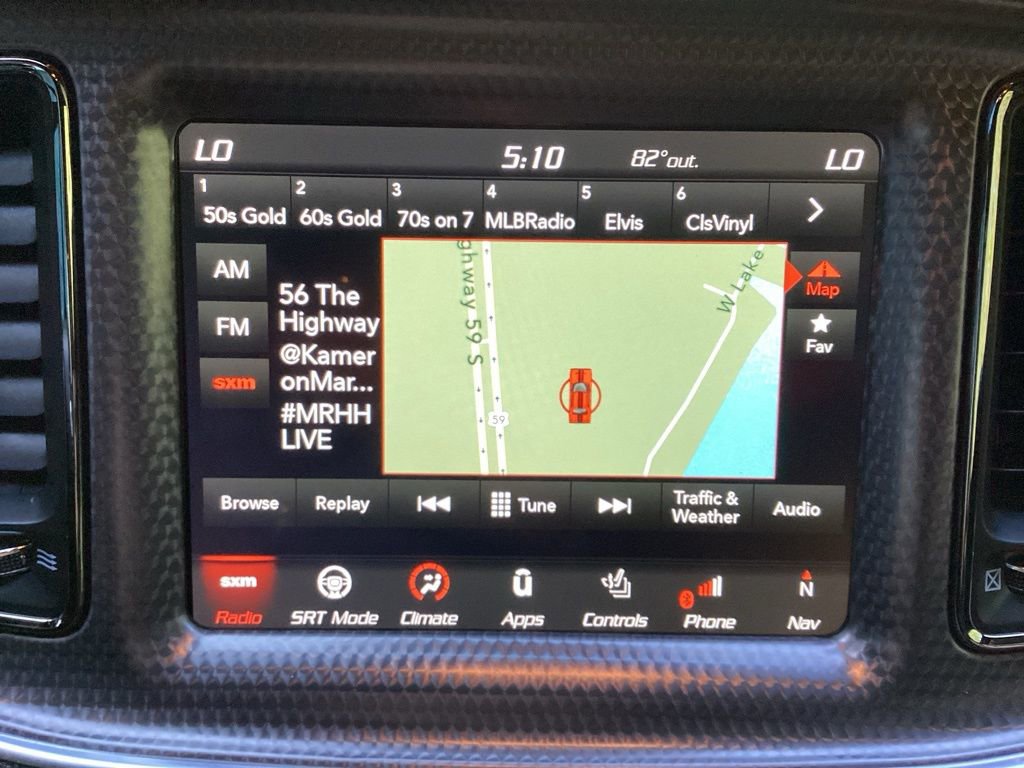 LO 5:10 82° out. LO
1 2 3 4 5 6
50s Gold 60s Gold 70s on 7 MLBRadio Elvis ClsVinyl
AM
FM
sxm
56 The
Highway
@Kamer
onMar...
#MRHH
LIVE
ghway 59 S
59
W Lake
Map
Fav
Browse Replay Tune Traffic & Audio
Weather
sxm N
Radio SRT Mode Climate Apps Controls Phone Nav